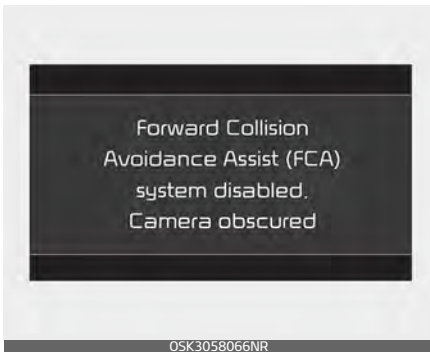 Forward Collision
Avoidance Assist (FCA)
system disabled.
Camera obscured
OSK3058066NR